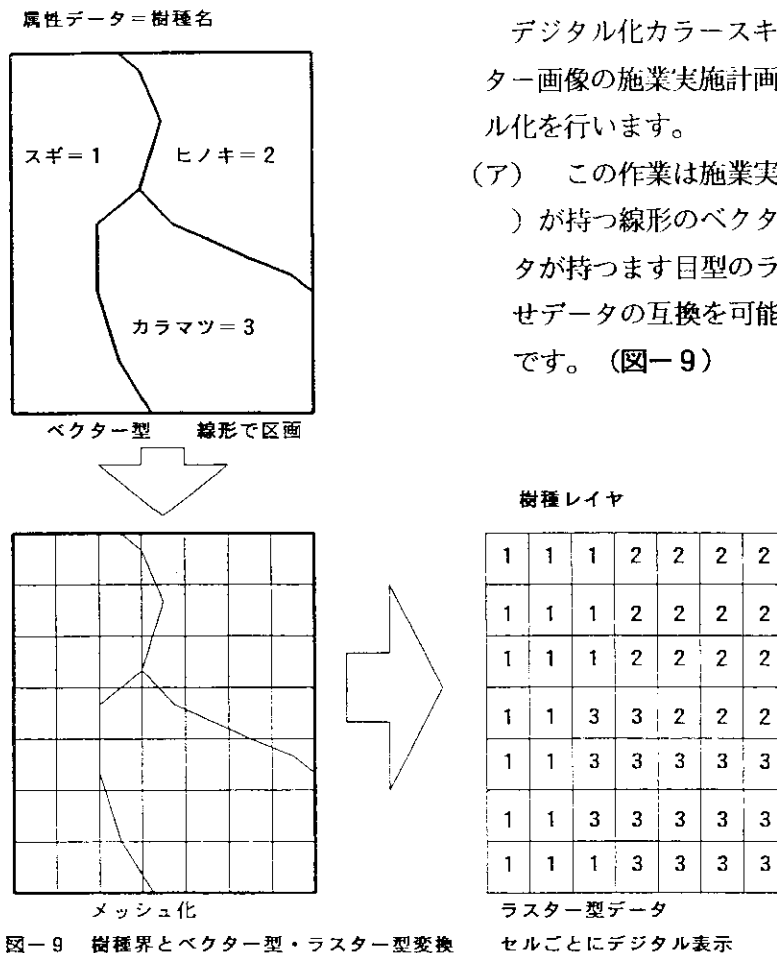 属性データ＝樹種名
スギ＝1
ヒノキ＝2
カラマツ＝3
ベクター型 線形で区画
デジタル化カラースキ
ター画像の施業実施計画
ル化を行います。
(ア) この作業は施業実
）が持つ線形のベクタ
タが持つます目型のラ
せデータの互換を可能
です。（図ー9）
メッシュ化
樹種レイヤ
1 1 1 2 2 2 2
1 1 1 2 2 2 2
1 1 1 2 2 2 2
1 1 3 3 2 2 2
1 1 3 3 3 3 3
1 1 3 3 3 3 3
1 1 1 3 3 3 3
ラスター型データ
セルごとにデジタル表示
図ー9 樹種界とベクター型・ラスター型変換